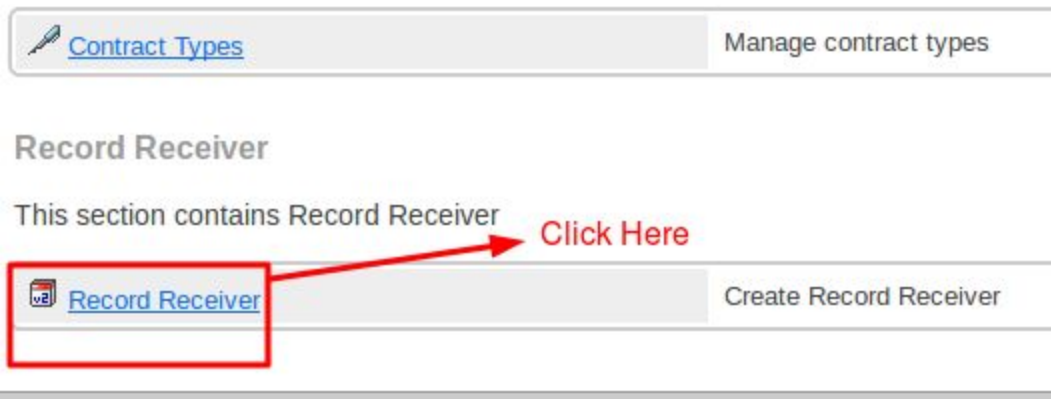 Contract Types Manage contract types
Record Receiver
This section contains Record Receiver
Click Here
v2 Record Receiver Create Record Receiver